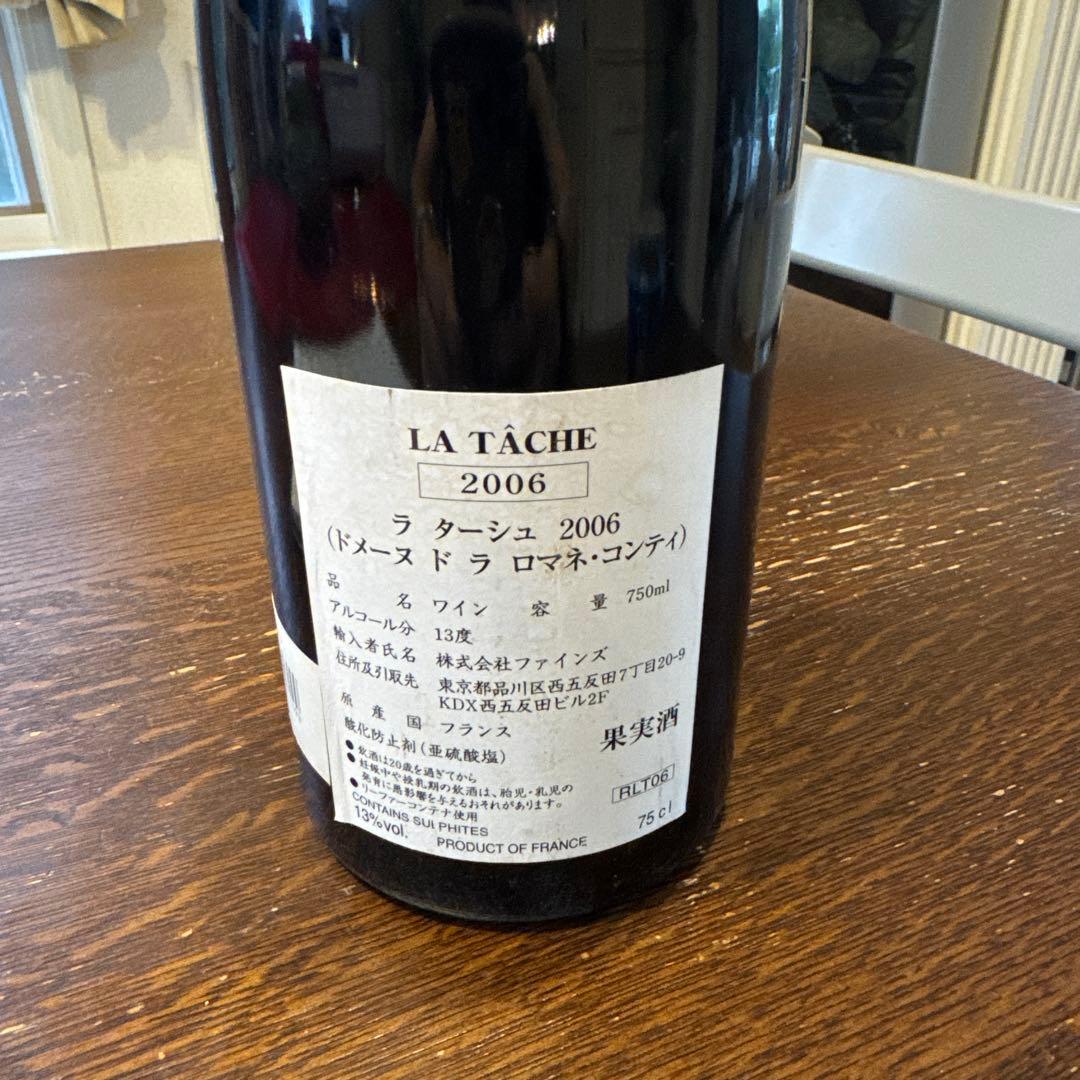 LA TÂCHE
2006
ラ ターシュ 2006
(ドメーヌ ド ラ ロマネ・コンティ)
品 名 ワイン 容 量 750ml
アルコール分 13度
輸入者氏名 株式会社ファインズ
住所及引取先 東京都品川区西五反田7丁目20-9
KDX西五反田ビル2F
原 産 国 フランス
酸化防止剤(亜硫酸塩)
果実酒
●飲酒は20歳を過ぎてから
●妊娠中や授乳期の飲酒は、胎児・乳児の
発育に悪影響を与えるおそれがあります。
●リーファーコンテナ使用
RLT06
CONTAINS SULPHITES
13%vol.
75 cl
PRODUCT OF FRANCE